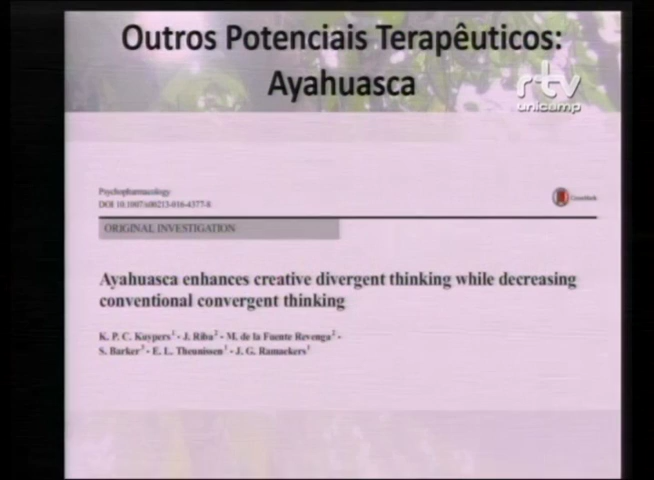 Outros Potenciais Terapêuticos:
Ayahuasca
rtv
unicamp
Psychopharmacology
DOI 10.1007/s00213-016-4377-8
CrossMark
ORIGINAL INVESTIGATION
Ayahuasca enhances creative divergent thinking while decreasing
conventional convergent thinking
K. P. C. Kuypers1 · J. Riba2 · M. de la Fuente Revenga2 ·
S. Barker3 · E. L. Theunissen1 · J. G. Ramaekers1